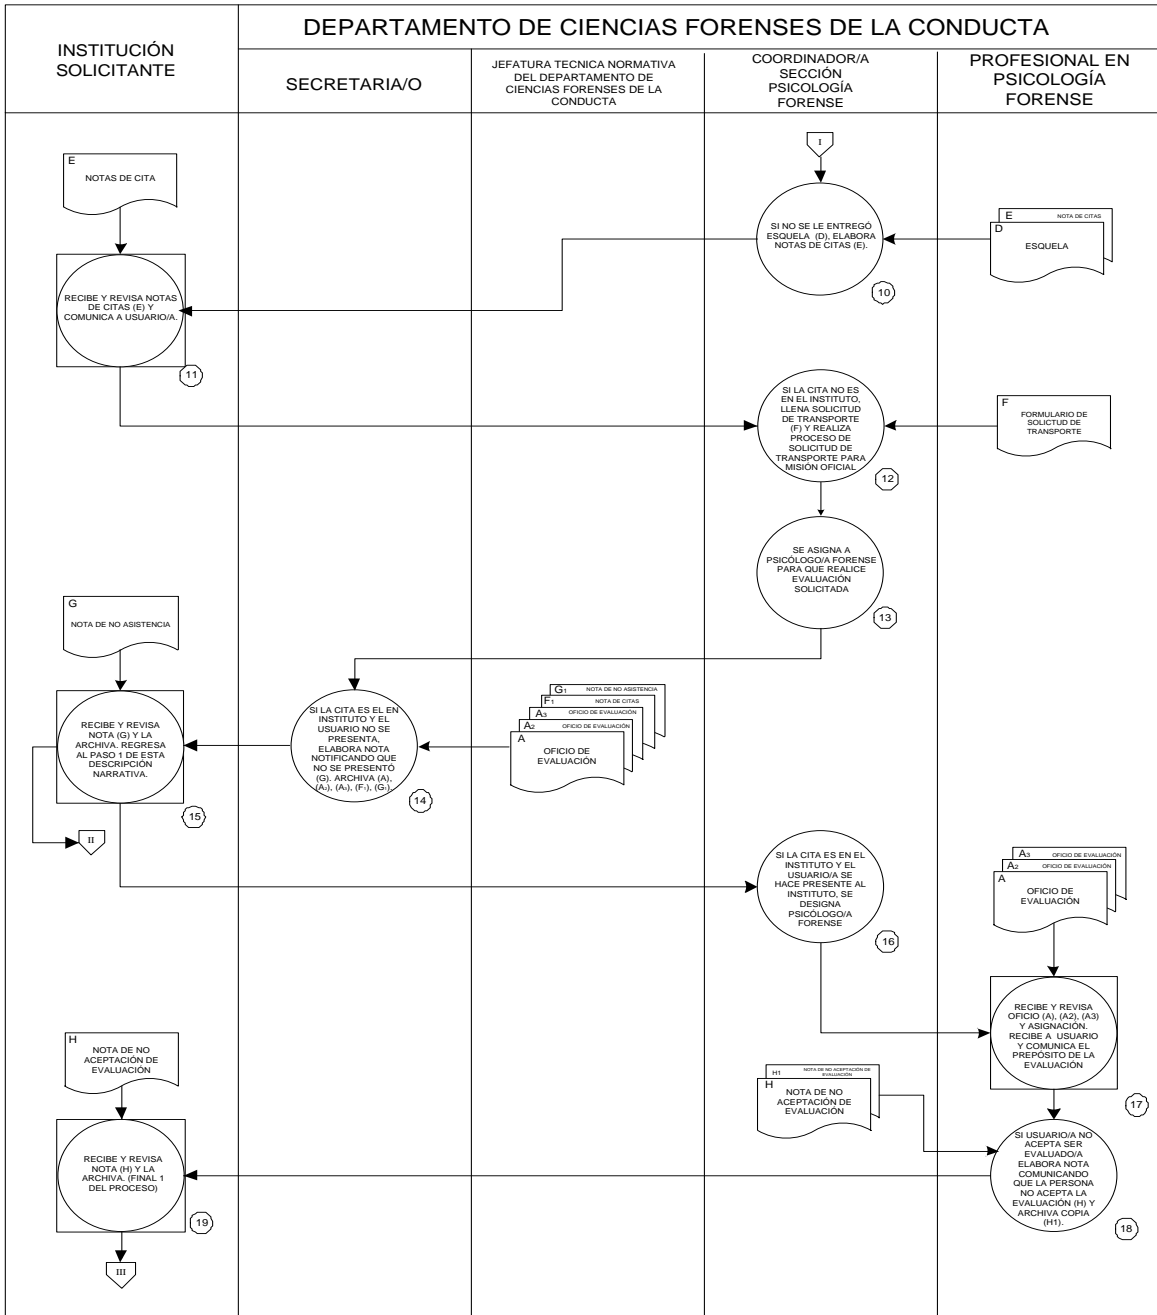 DEPARTAMENTO DE CIENCIAS FORENSES DE LA CONDUCTA
INSTITUCIÓN
SOLICITANTE
SECRETARIA/O
JEFATURA TECNICA NORMATIVA
DEL DEPARTAMENTO DE
CIENCIAS FORENSES DE LA
CONDUCTA
COORDINADOR/A
SECCIÓN
PSICOLOGÍA
FORENSE
PROFESIONAL EN
PSICOLOGÍA
FORENSE
I
E
NOTAS DE CITA
SI NO SE LE ENTREGÓ
ESQUELA (D), ELABORA
NOTAS DE CITAS (E).
10
E
NOTA DE CITAS
D
ESQUELA
RECIBE Y REVISA NOTAS
DE CITAS (E) Y
COMUNICA A USUARIO/A.
11
SI LA CITA NO ES
EN EL INSTITUTO,
LLENA SOLICITUD
DE TRANSPORTE
(F) Y REALIZA
PROCESO DE
SOLICITUD DE
TRANSPORTE PARA
MISIÓN OFICIAL
12
F
FORMULARIO DE
SOLICTUD DE
TRANSPORTE
SE ASIGNA A
PSICÓLOGO/A FORENSE
PARA QUE REALICE
EVALUACIÓN
SOLICITADA
13
G
NOTA DE NO ASISTENCIA
RECIBE Y REVISA
NOTA (G) Y LA
ARCHIVA. REGRESA
AL PASO 1 DE ESTA
DESCRIPCIÓN
NARRATIVA.
15
II
SI LA CITA ES EL EN
INSTITUTO Y EL
USUARIO NO SE
PRESENTA,
ELABORA NOTA
NOTIFICANDO QUE
NO SE PRESENTÓ
(G). ARCHIVA (A),
(A2), (A3), (F1), (G1).
14
G1
NOTA DE NO ASISTENCIA
F1
NOTA DE CITAS
A3
OFICIO DE EVALUACIÓN
A2
OFICIO DE EVALUACIÓN
A
OFICIO DE
EVALUACIÓN
SI LA CITA ES EN EL
INSTITUTO Y EL
USUARIO/A SE
HACE PRESENTE AL
INSTITUTO, SE
DESIGNA
PSICÓLOGO/A
FORENSE
16
A3
OFICIO DE EVALUACIÓN
A2
OFICIO DE EVALUACIÓN
A
OFICIO DE
EVALUACIÓN
RECIBE Y REVISA
OFICIO (A), (A2), (A3)
Y ASIGNACIÓN.
RECIBE A USUARIO
Y COMUNICA EL
PREPÓSITO DE LA
EVALUACIÓN
17
H
NOTA DE NO
ACEPTACIÓN DE
EVALUACIÓN
H1
NOTA DE NO ACEPTACIÓN DE
EVALUACIÓN
H
NOTA DE NO
ACEPTACIÓN DE
EVALUACIÓN
SI USUARIO/A NO
ACEPTA SER
EVALUADO/A
ELABORA NOTA
COMUNICANDO
QUE LA PERSONA
NO ACEPTA LA
EVALUACIÓN (H) Y
ARCHIVA COPIA
(H1).
18
RECIBE Y REVISA
NOTA (H) Y LA
ARCHIVA. (FINAL 1
DEL PROCESO)
19
III